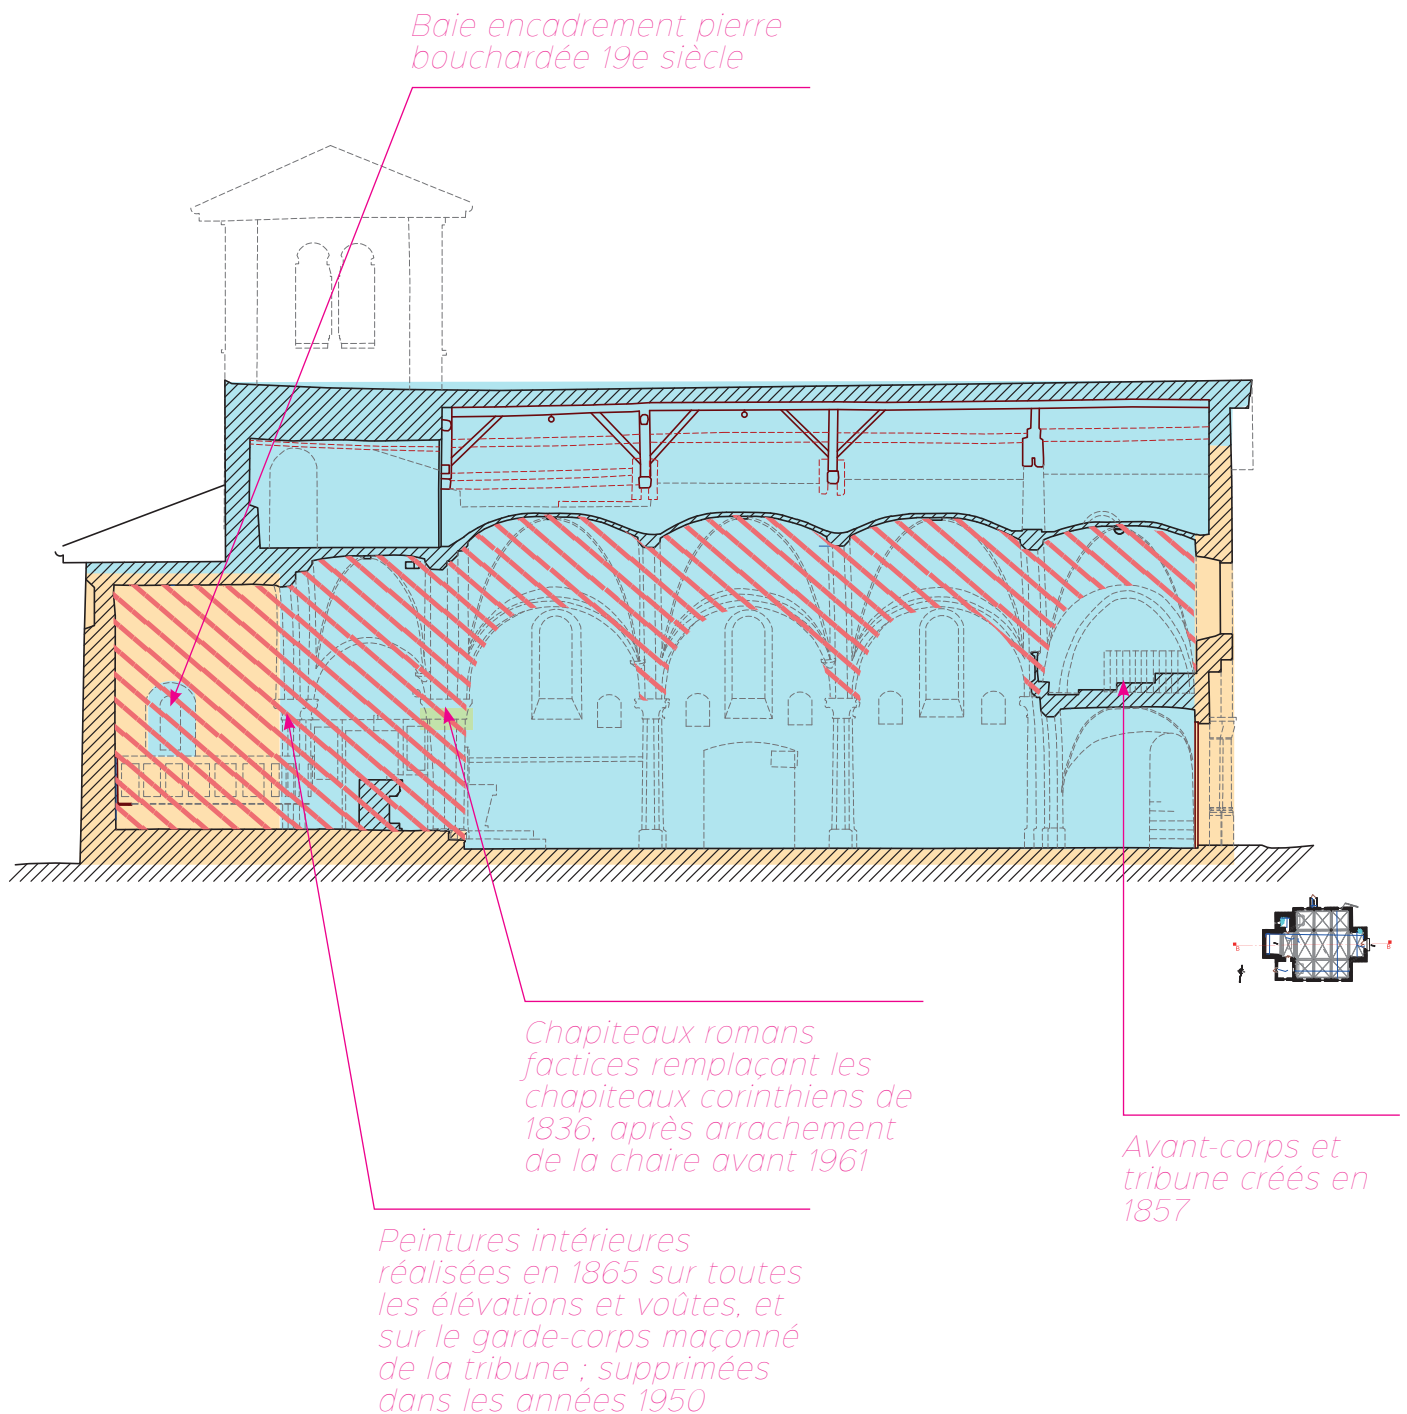 Baie encadrement pierre
bouchardée 19e siècle
Chapiteaux romans
factices remplaçant les
chapiteaux corinthiens de
1836, après arrachement
de la chaire avant 1961
Avant-corps et
tribune créés en
1857
Peintures intérieures
réalisées en 1865 sur toutes
les élévations et voûtes, et
sur le garde-corps maçonné
de la tribune ; supprimées
dans les années 1950